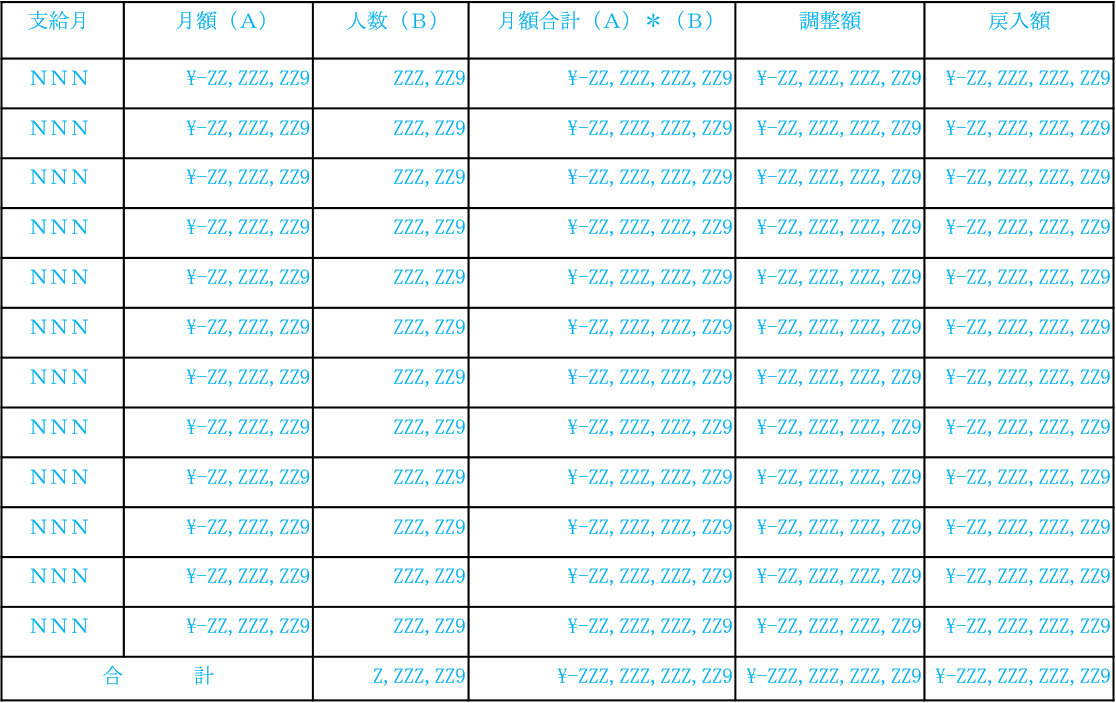 支給月 月額（Ａ） 人数（Ｂ） 月額合計（Ａ）＊（Ｂ） 調整額 戻入額
ＮＮＮ ¥-ZZ,ZZZ,ZZ9 ZZZ,ZZ9 ¥-ZZ,ZZZ,ZZZ,ZZ9 ¥-ZZ,ZZZ,ZZZ,ZZ9 ¥-ZZ,ZZZ,ZZZ,ZZ9
ＮＮＮ ¥-ZZ,ZZZ,ZZ9 ZZZ,ZZ9 ¥-ZZ,ZZZ,ZZZ,ZZ9 ¥-ZZ,ZZZ,ZZZ,ZZ9 ¥-ZZ,ZZZ,ZZZ,ZZ9
ＮＮＮ ¥-ZZ,ZZZ,ZZ9 ZZZ,ZZ9 ¥-ZZ,ZZZ,ZZZ,ZZ9 ¥-ZZ,ZZZ,ZZZ,ZZ9 ¥-ZZ,ZZZ,ZZZ,ZZ9
ＮＮＮ ¥-ZZ,ZZZ,ZZ9 ZZZ,ZZ9 ¥-ZZ,ZZZ,ZZZ,ZZ9 ¥-ZZ,ZZZ,ZZZ,ZZ9 ¥-ZZ,ZZZ,ZZZ,ZZ9
ＮＮＮ ¥-ZZ,ZZZ,ZZ9 ZZZ,ZZ9 ¥-ZZ,ZZZ,ZZZ,ZZ9 ¥-ZZ,ZZZ,ZZZ,ZZ9 ¥-ZZ,ZZZ,ZZZ,ZZ9
ＮＮＮ ¥-ZZ,ZZZ,ZZ9 ZZZ,ZZ9 ¥-ZZ,ZZZ,ZZZ,ZZ9 ¥-ZZ,ZZZ,ZZZ,ZZ9 ¥-ZZ,ZZZ,ZZZ,ZZ9
ＮＮＮ ¥-ZZ,ZZZ,ZZ9 ZZZ,ZZ9 ¥-ZZ,ZZZ,ZZZ,ZZ9 ¥-ZZ,ZZZ,ZZZ,ZZ9 ¥-ZZ,ZZZ,ZZZ,ZZ9
ＮＮＮ ¥-ZZ,ZZZ,ZZ9 ZZZ,ZZ9 ¥-ZZ,ZZZ,ZZZ,ZZ9 ¥-ZZ,ZZZ,ZZZ,ZZ9 ¥-ZZ,ZZZ,ZZZ,ZZ9
ＮＮＮ ¥-ZZ,ZZZ,ZZ9 ZZZ,ZZ9 ¥-ZZ,ZZZ,ZZZ,ZZ9 ¥-ZZ,ZZZ,ZZZ,ZZ9 ¥-ZZ,ZZZ,ZZZ,ZZ9
ＮＮＮ ¥-ZZ,ZZZ,ZZ9 ZZZ,ZZ9 ¥-ZZ,ZZZ,ZZZ,ZZ9 ¥-ZZ,ZZZ,ZZZ,ZZ9 ¥-ZZ,ZZZ,ZZZ,ZZ9
ＮＮＮ ¥-ZZ,ZZZ,ZZ9 ZZZ,ZZ9 ¥-ZZ,ZZZ,ZZZ,ZZ9 ¥-ZZ,ZZZ,ZZZ,ZZ9 ¥-ZZ,ZZZ,ZZZ,ZZ9
ＮＮＮ ¥-ZZ,ZZZ,ZZ9 ZZZ,ZZ9 ¥-ZZ,ZZZ,ZZZ,ZZ9 ¥-ZZ,ZZZ,ZZZ,ZZ9 ¥-ZZ,ZZZ,ZZZ,ZZ9
合　　　計 Z,ZZZ,ZZ9 ¥-ZZZ,ZZZ,ZZZ,ZZ9 ¥-ZZZ,ZZZ,ZZZ,ZZ9 ¥-ZZZ,ZZZ,ZZZ,ZZ9